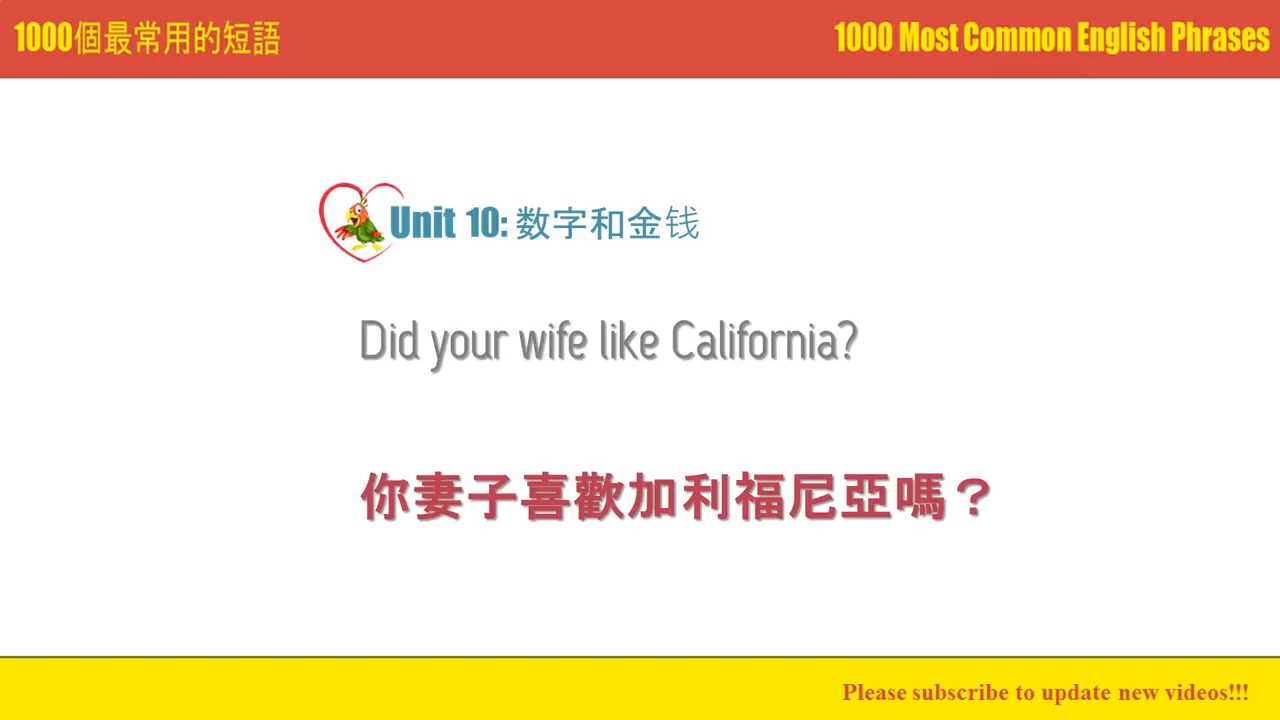 1000個最常用的短語
1000 Most Common English Phrases
Unit 10: 数字和金钱
Did your wife like California?
你妻子喜歡加利福尼亞嗎？
Please subscribe to update new videos!!!